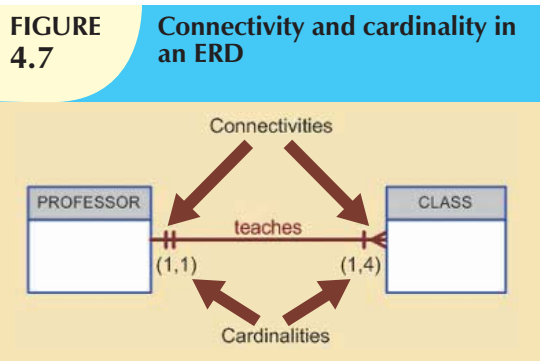 FIGURE
4.7
Connectivity and cardinality in
an ERD
Connectivities
PROFESSOR
CLASS
teaches
(1,1)
(1,4)
Cardinalities